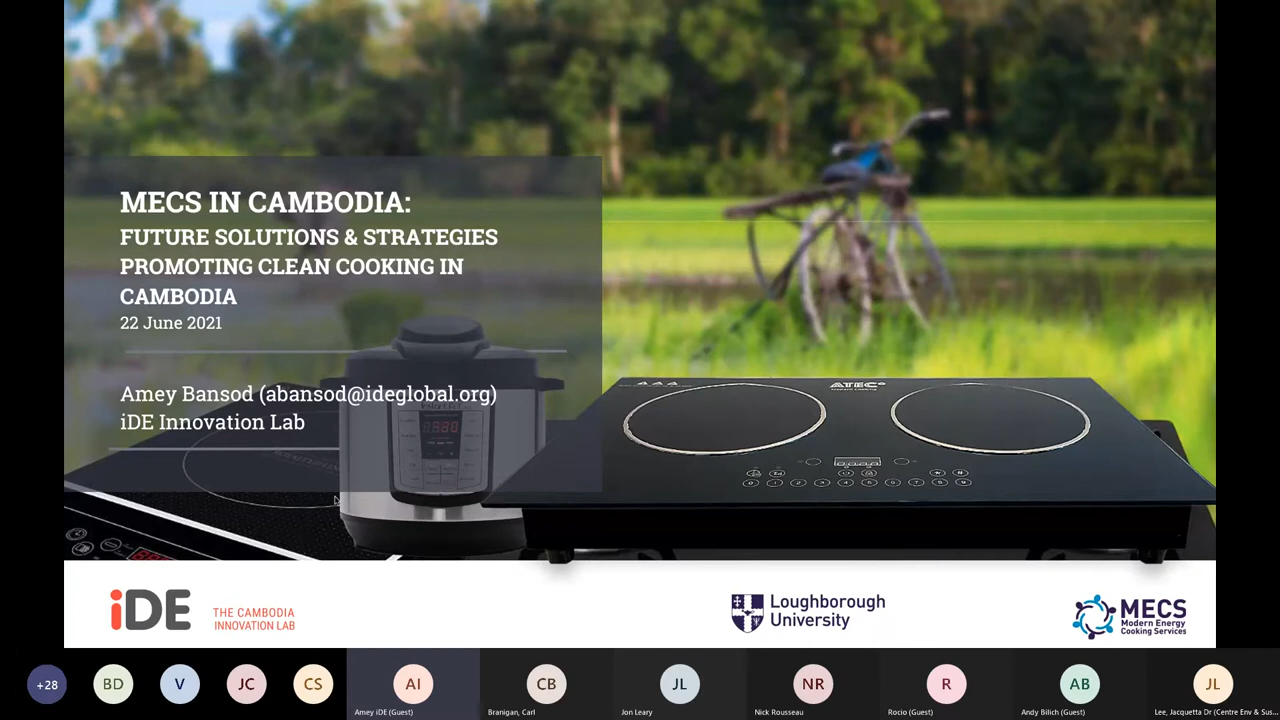 MECS IN CAMBODIA:
FUTURE SOLUTIONS & STRATEGIES
PROMOTING CLEAN COOKING IN
CAMBODIA
22 June 2021
Amey Bansod (abansod@ideglobal.org)
iDE Innovation Lab
ATEC
iDE
THE CAMBODIA
INNOVATION LAB
Loughborough
University
MECS
Modern Energy
Cooking Services
+28
BD
V
JC
CS
AI
Amey iDE (Guest)
CB
Branigan, Carl
JL
Jon Leary
NR
Nick Rousseau
R
Rocio (Guest)
AB
Andy Bilich (Guest)
JL
Lee, Jacquetta Dr (Centre Env & Sus...